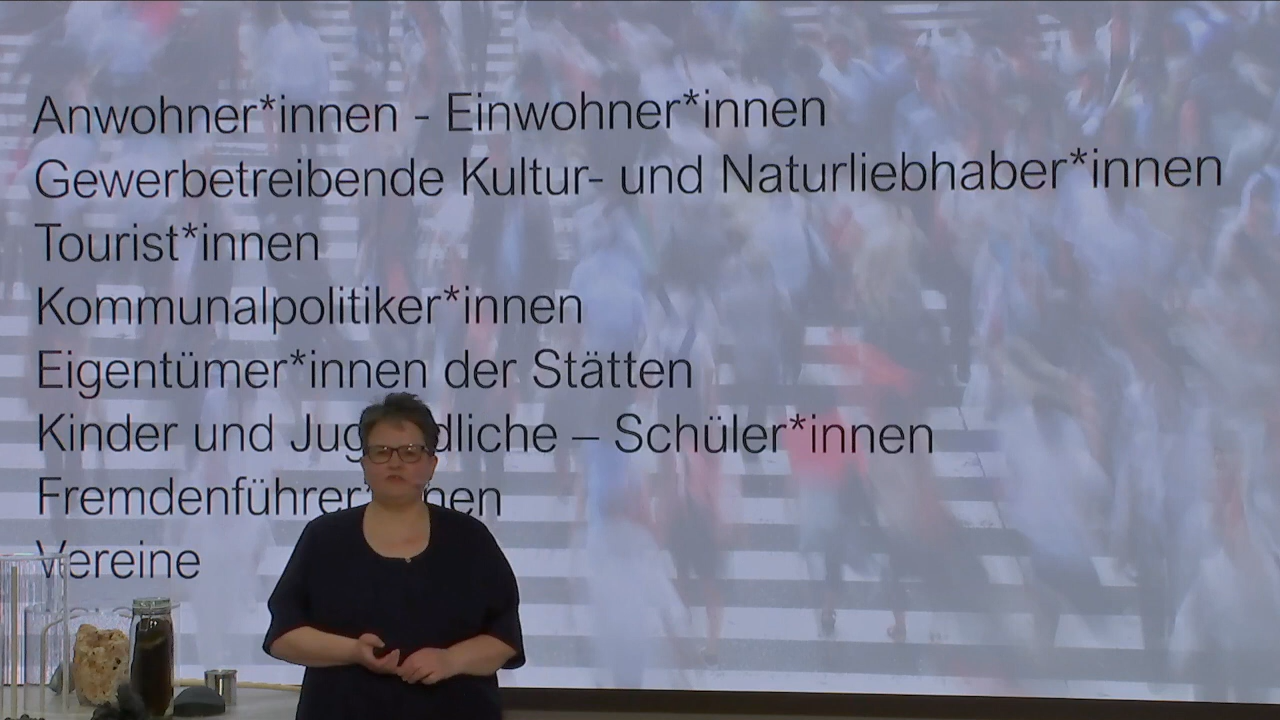 Anwohner*innen - Einwohner*innen
Gewerbetreibende Kultur- und Naturliebhaber*innen
Tourist*innen
Kommunalpolitiker*innen
Eigentümer*innen der Stätten
Kinder und – Schüler*innen
Vereine